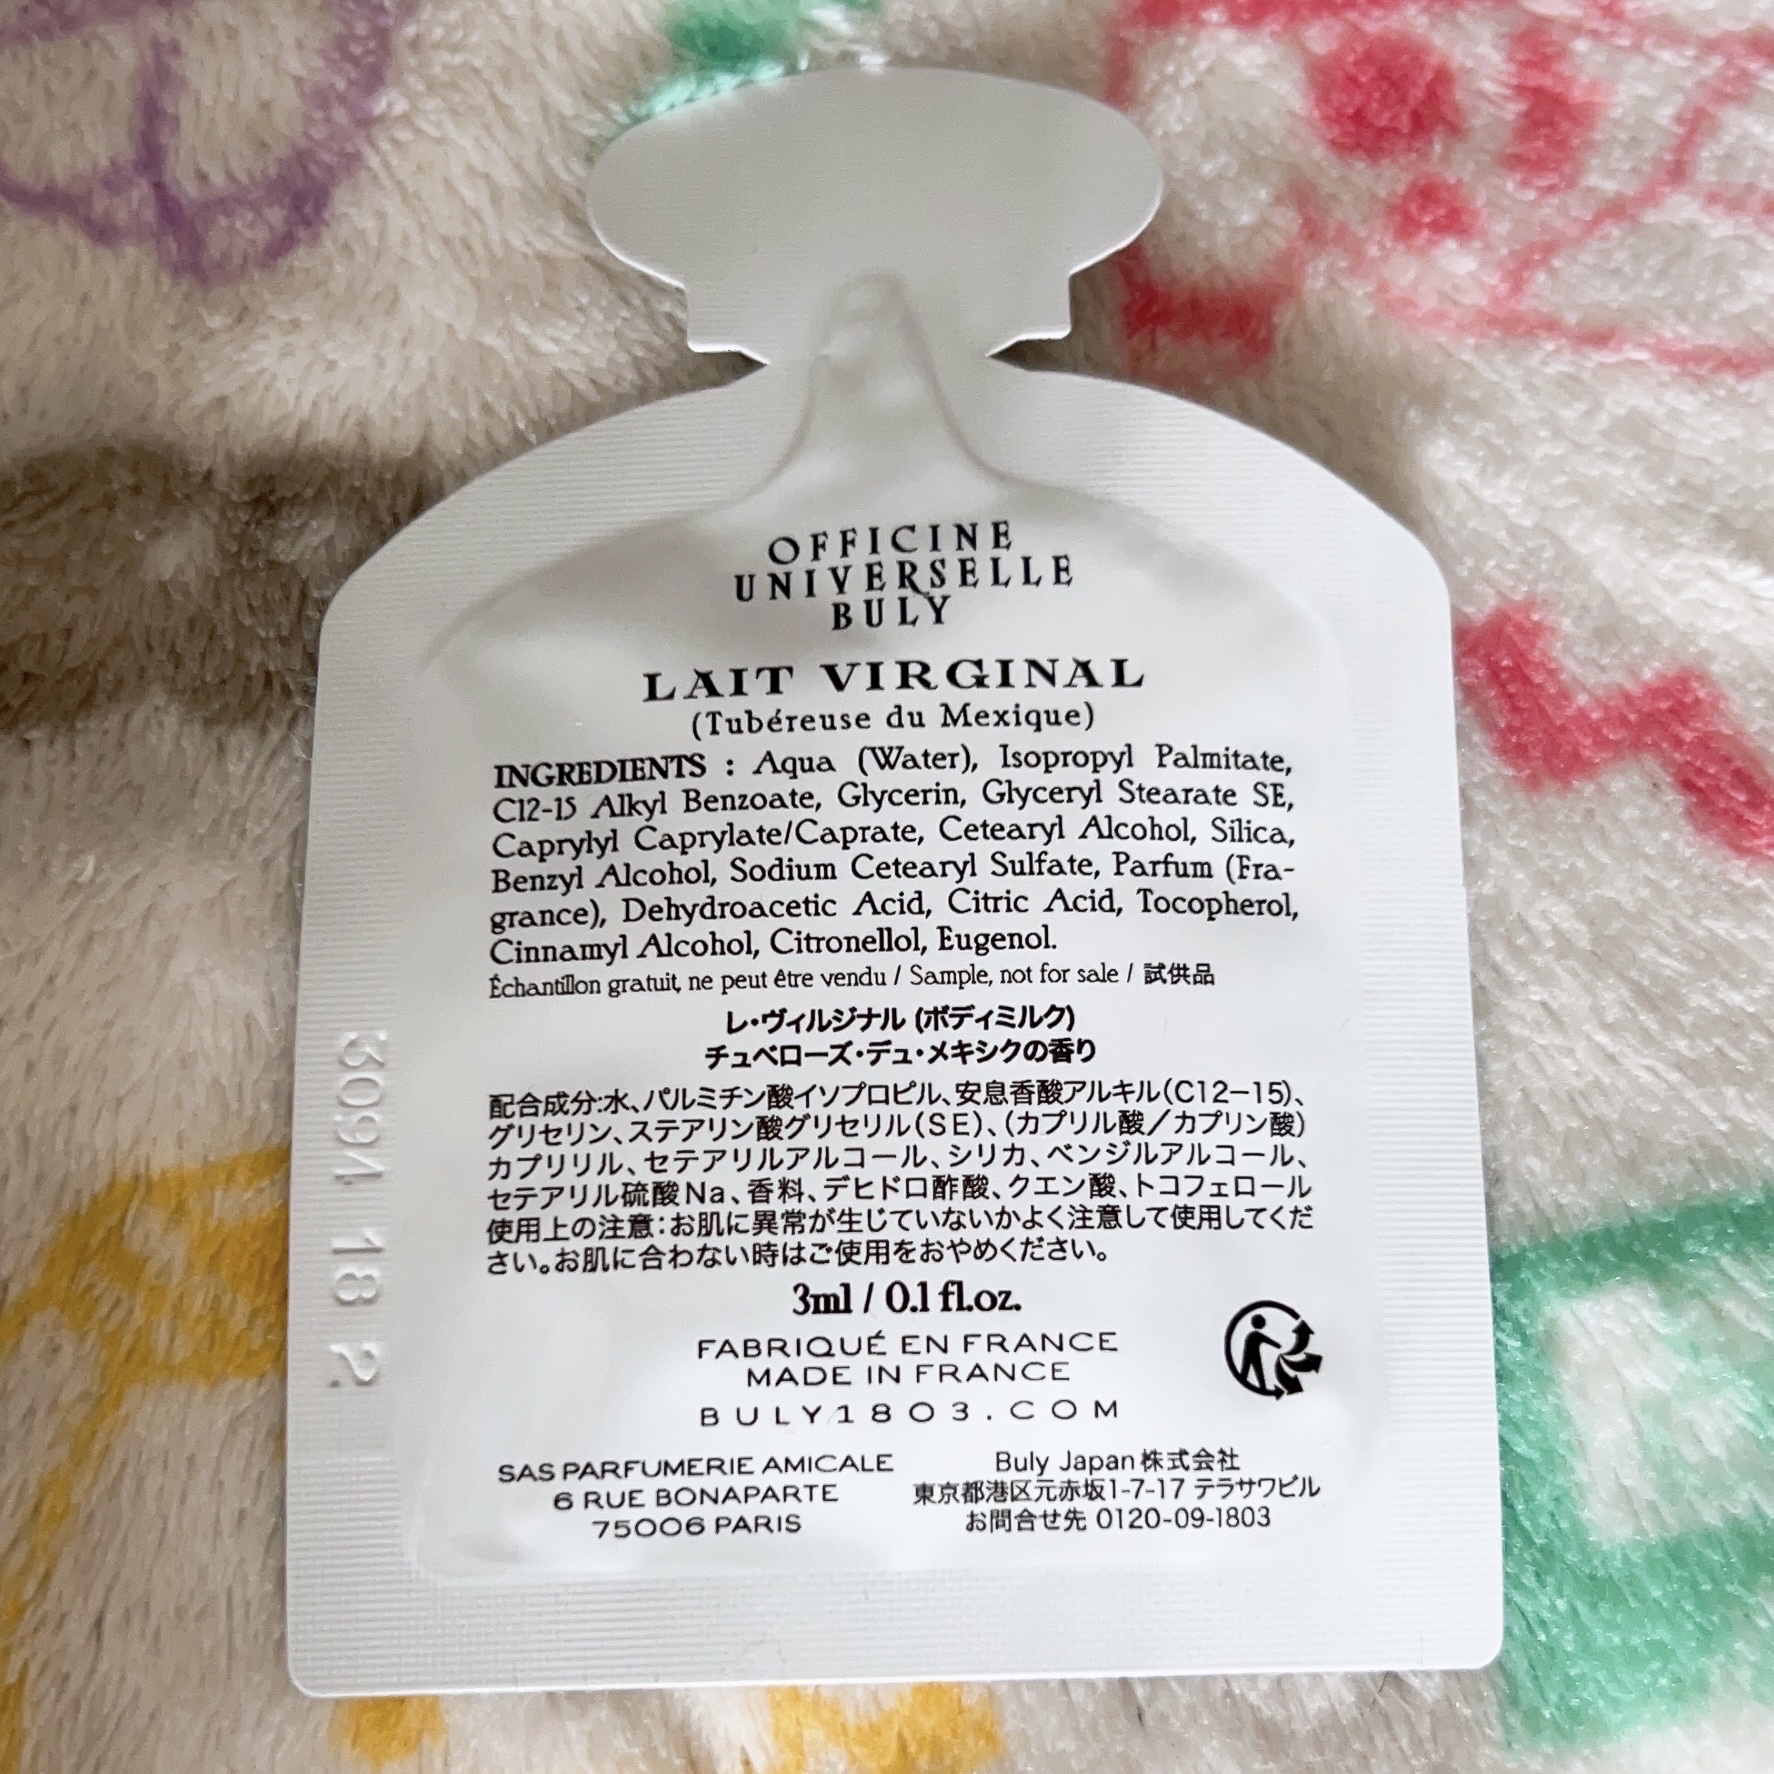 OFFICINE
UNIVERSELLE
BULY
LAIT VIRGINAL
(Tubéreuse du Mexique)
INGREDIENTS : Aqua (Water), Isopropyl Palmitate,
C12-15 Alkyl Benzoate, Glycerin, Glyceryl Stearate SE,
Caprylyl Caprylate/Caprate, Cetearyl Alcohol, Silica,
Benzyl Alcohol, Sodium Cetearyl Sulfate, Parfum (Fra-
grance), Dehydroacetic Acid, Citric Acid, Tocopherol,
Cinnamyl Alcohol, Citronellol, Eugenol.
Échantillon gratuit, ne peut être vendu / Sample, not for sale / 試供品
レ・ヴィルジナル (ボディミルク)
チュベローズ・デュ・メキシクの香り
配合成分:水、パルミチン酸イソプロピル、安息香酸アルキル(C12-15)、
グリセリン、ステアリン酸グリセリル(SE)、(カプリル酸/カプリン酸)
カプリリル、セテアリルアルコール、シリカ、ベンジルアルコール、
セテアリル硫酸Na、香料、デヒドロ酢酸、クエン酸、トコフェロール
使用上の注意:お肌に異常が生じていないかよく注意して使用してくだ
さい。お肌に合わない時はご使用をおやめください。
3ml / 0.1 fl.oz.
FABRIQUÉ EN FRANCE
MADE IN FRANCE
BULY1803.COM
SAS PARFUMERIE AMICALE
6 RUE BONAPARTE
75006 PARIS
Buly Japan株式会社
東京都港区元赤坂1-7-17 テラサワビル
お問合せ先 0120-09-1803